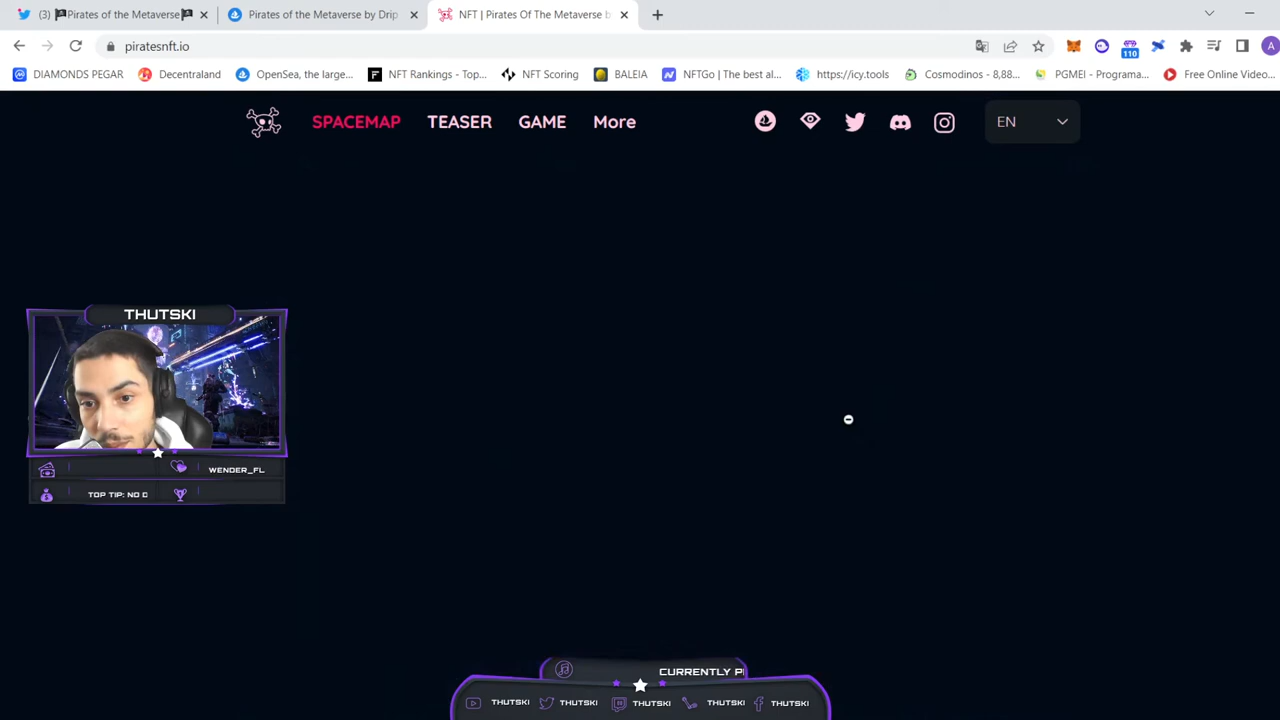 (3) 🏴‍☠️Pirates of the Metaverse🏴‍☠️
Pirates of the Metaverse by Drip
NFT | Pirates Of The Metaverse b
piratesnft.io
110
A
DIAMONDS PEGAR
Decentraland
OpenSea, the large...
NFT Rankings - Top...
NFT Scoring
BALEIA
NFTGo | The best al...
https://icy.tools
Cosmodinos - 8,88...
PGMEI - Programa...
Free Online Video...
SPACEMAP
TEASER
GAME
More
EN
THUTSKI
WENDER_FL
TOP TIP: NO D
CURRENTLY P
THUTSKI
THUTSKI
THUTSKI
THUTSKI
THUTSKI